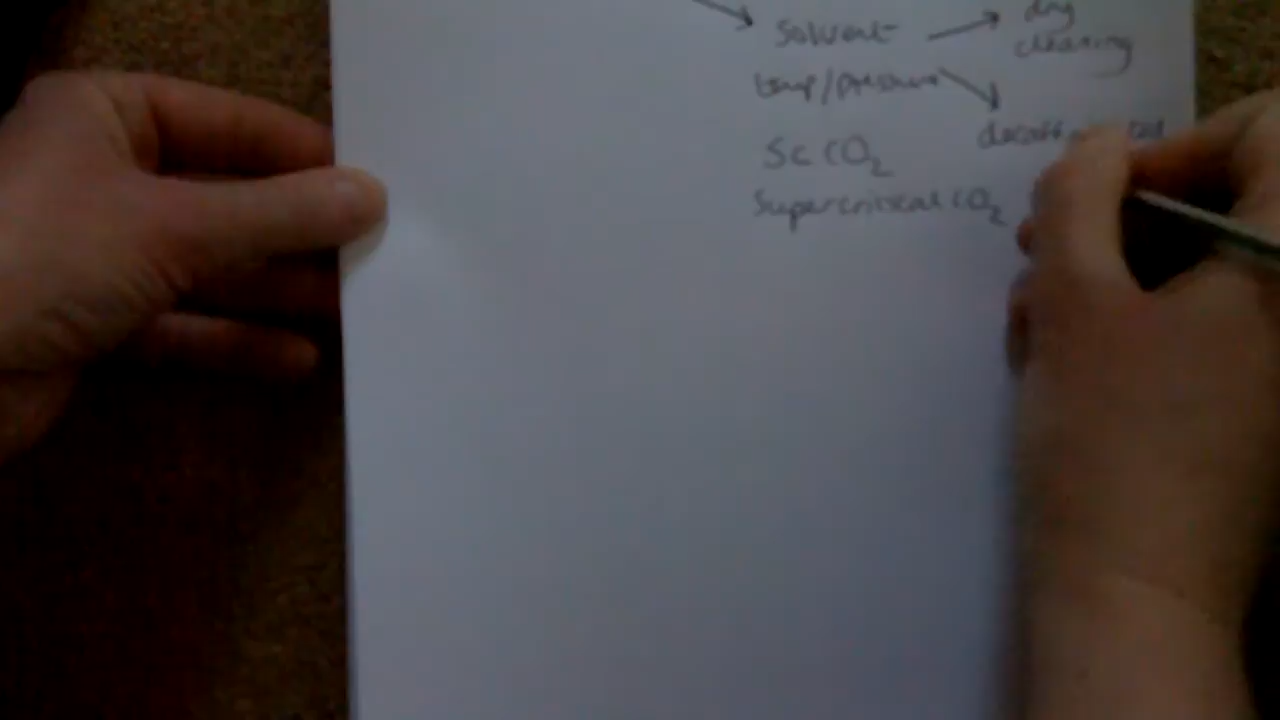 solvent
dry
cleaning
temp/pressure
Sc CO₂
Supercritical CO₂